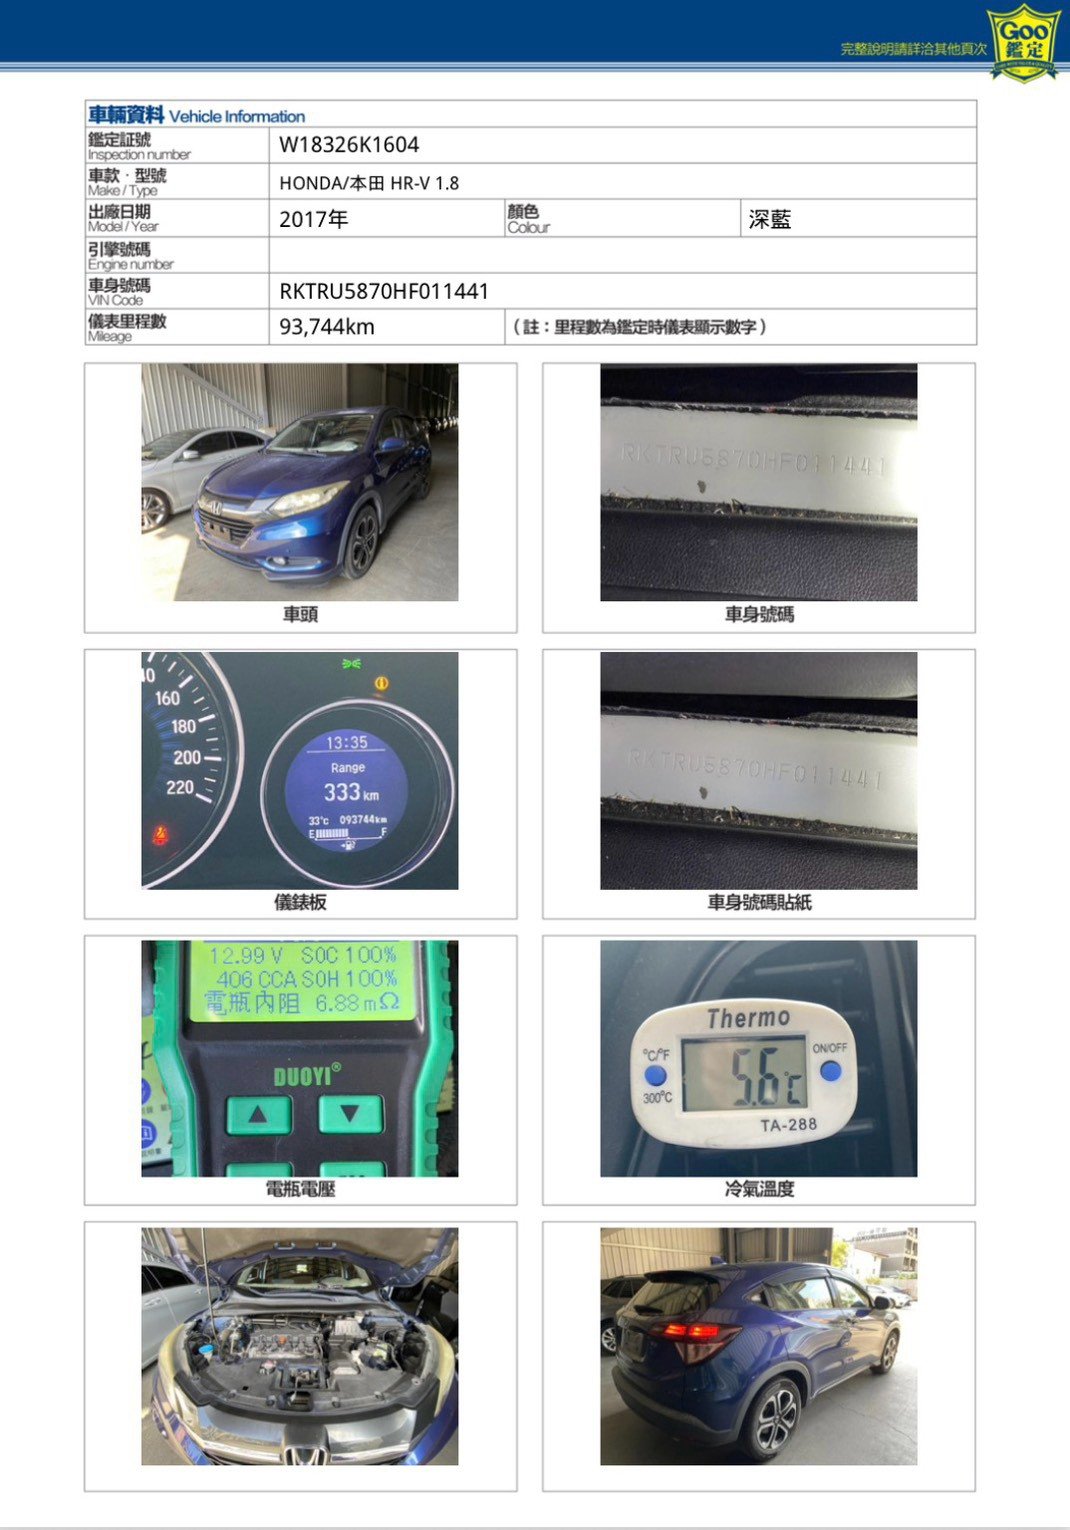 完整說明請詳洽其他頁次
Goo
鑑定
車輛資料 Vehicle Information
鑑定証號
Inspection number
W18326K1604
車款．型號
Make / Type
HONDA/本田 HR-V 1.8
出廠日期
Model / Year
2017年
顏色
Colour
深藍
引擎號碼
Engine number
車身號碼
VIN Code
RKTRU5870HF011441
儀表里程數
Mileage
93,744km
（註：里程數為鑑定時儀表顯示數字）
車頭
RKTRU5870HF011441
車身號碼
160
180
200
220
13:35
Range
333 km
33°c 093744km
E F
儀錶板
RKTRU5870HF011441
車身號碼貼紙
12.99 V SOC 100%
406 CCA SOH 100%
電瓶內阻 6.88mΩ
DUOYI®
電瓶電壓
Thermo
°C/°F
ON/OFF
5.6°c
300°C
TA-288
冷氣溫度